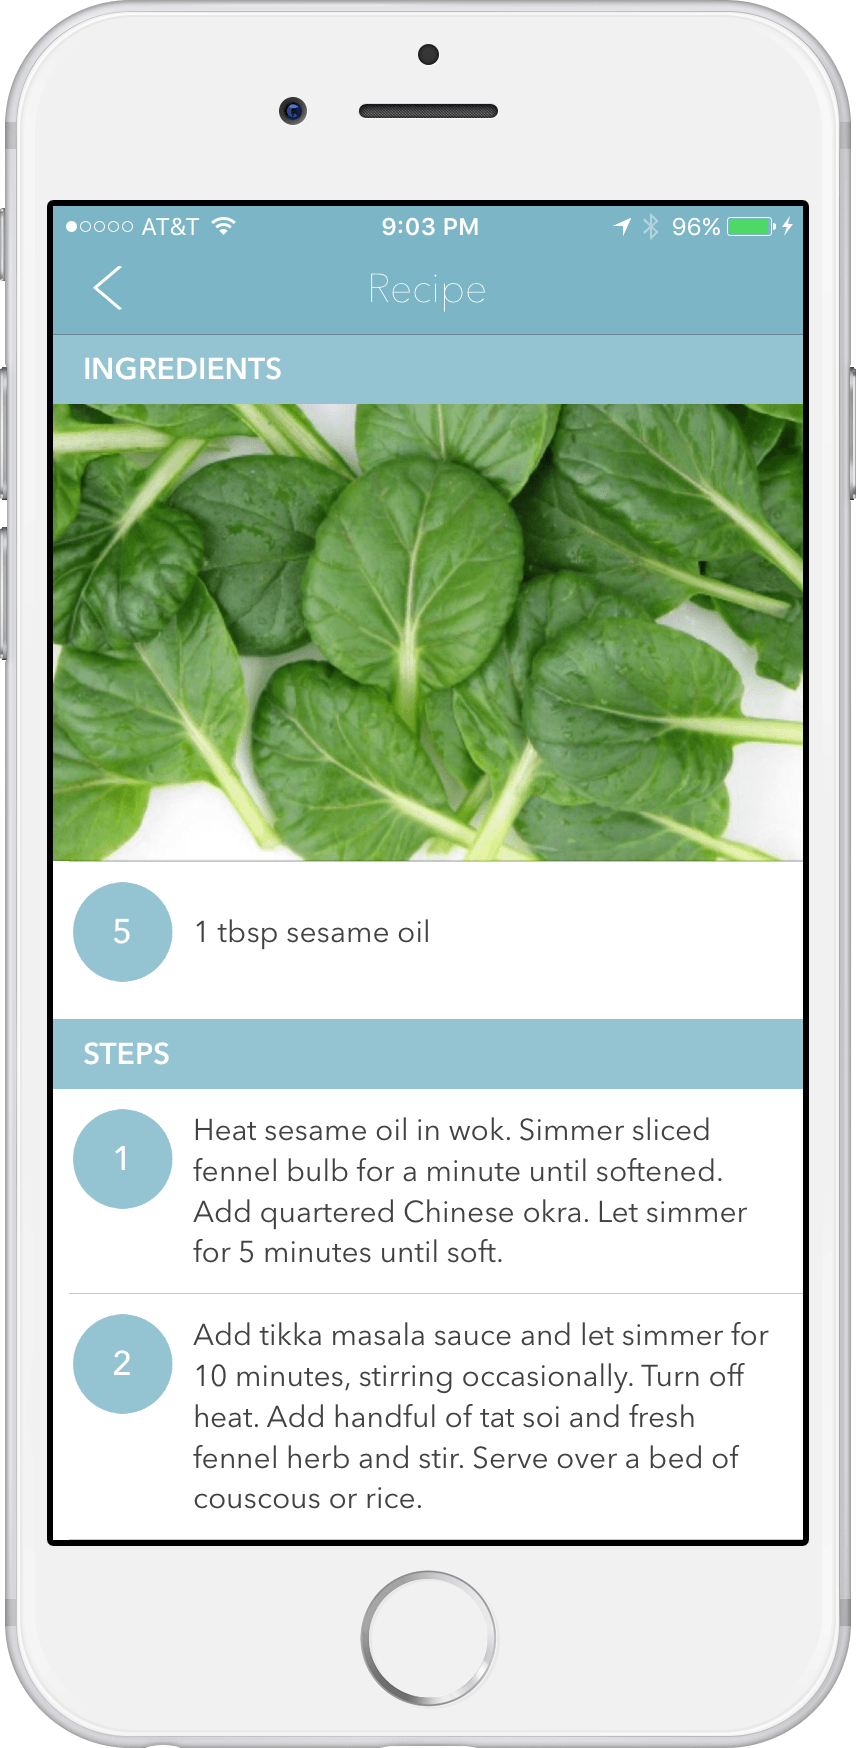 AT&T 9:03 PM 96%
Recipe
INGREDIENTS
5 1 tbsp sesame oil
STEPS
1 Heat sesame oil in wok. Simmer sliced
fennel bulb for a minute until softened.
Add quartered Chinese okra. Let simmer
for 5 minutes until soft.
2 Add tikka masala sauce and let simmer for
10 minutes, stirring occasionally. Turn off
heat. Add handful of tat soi and fresh
fennel herb and stir. Serve over a bed of
couscous or rice.